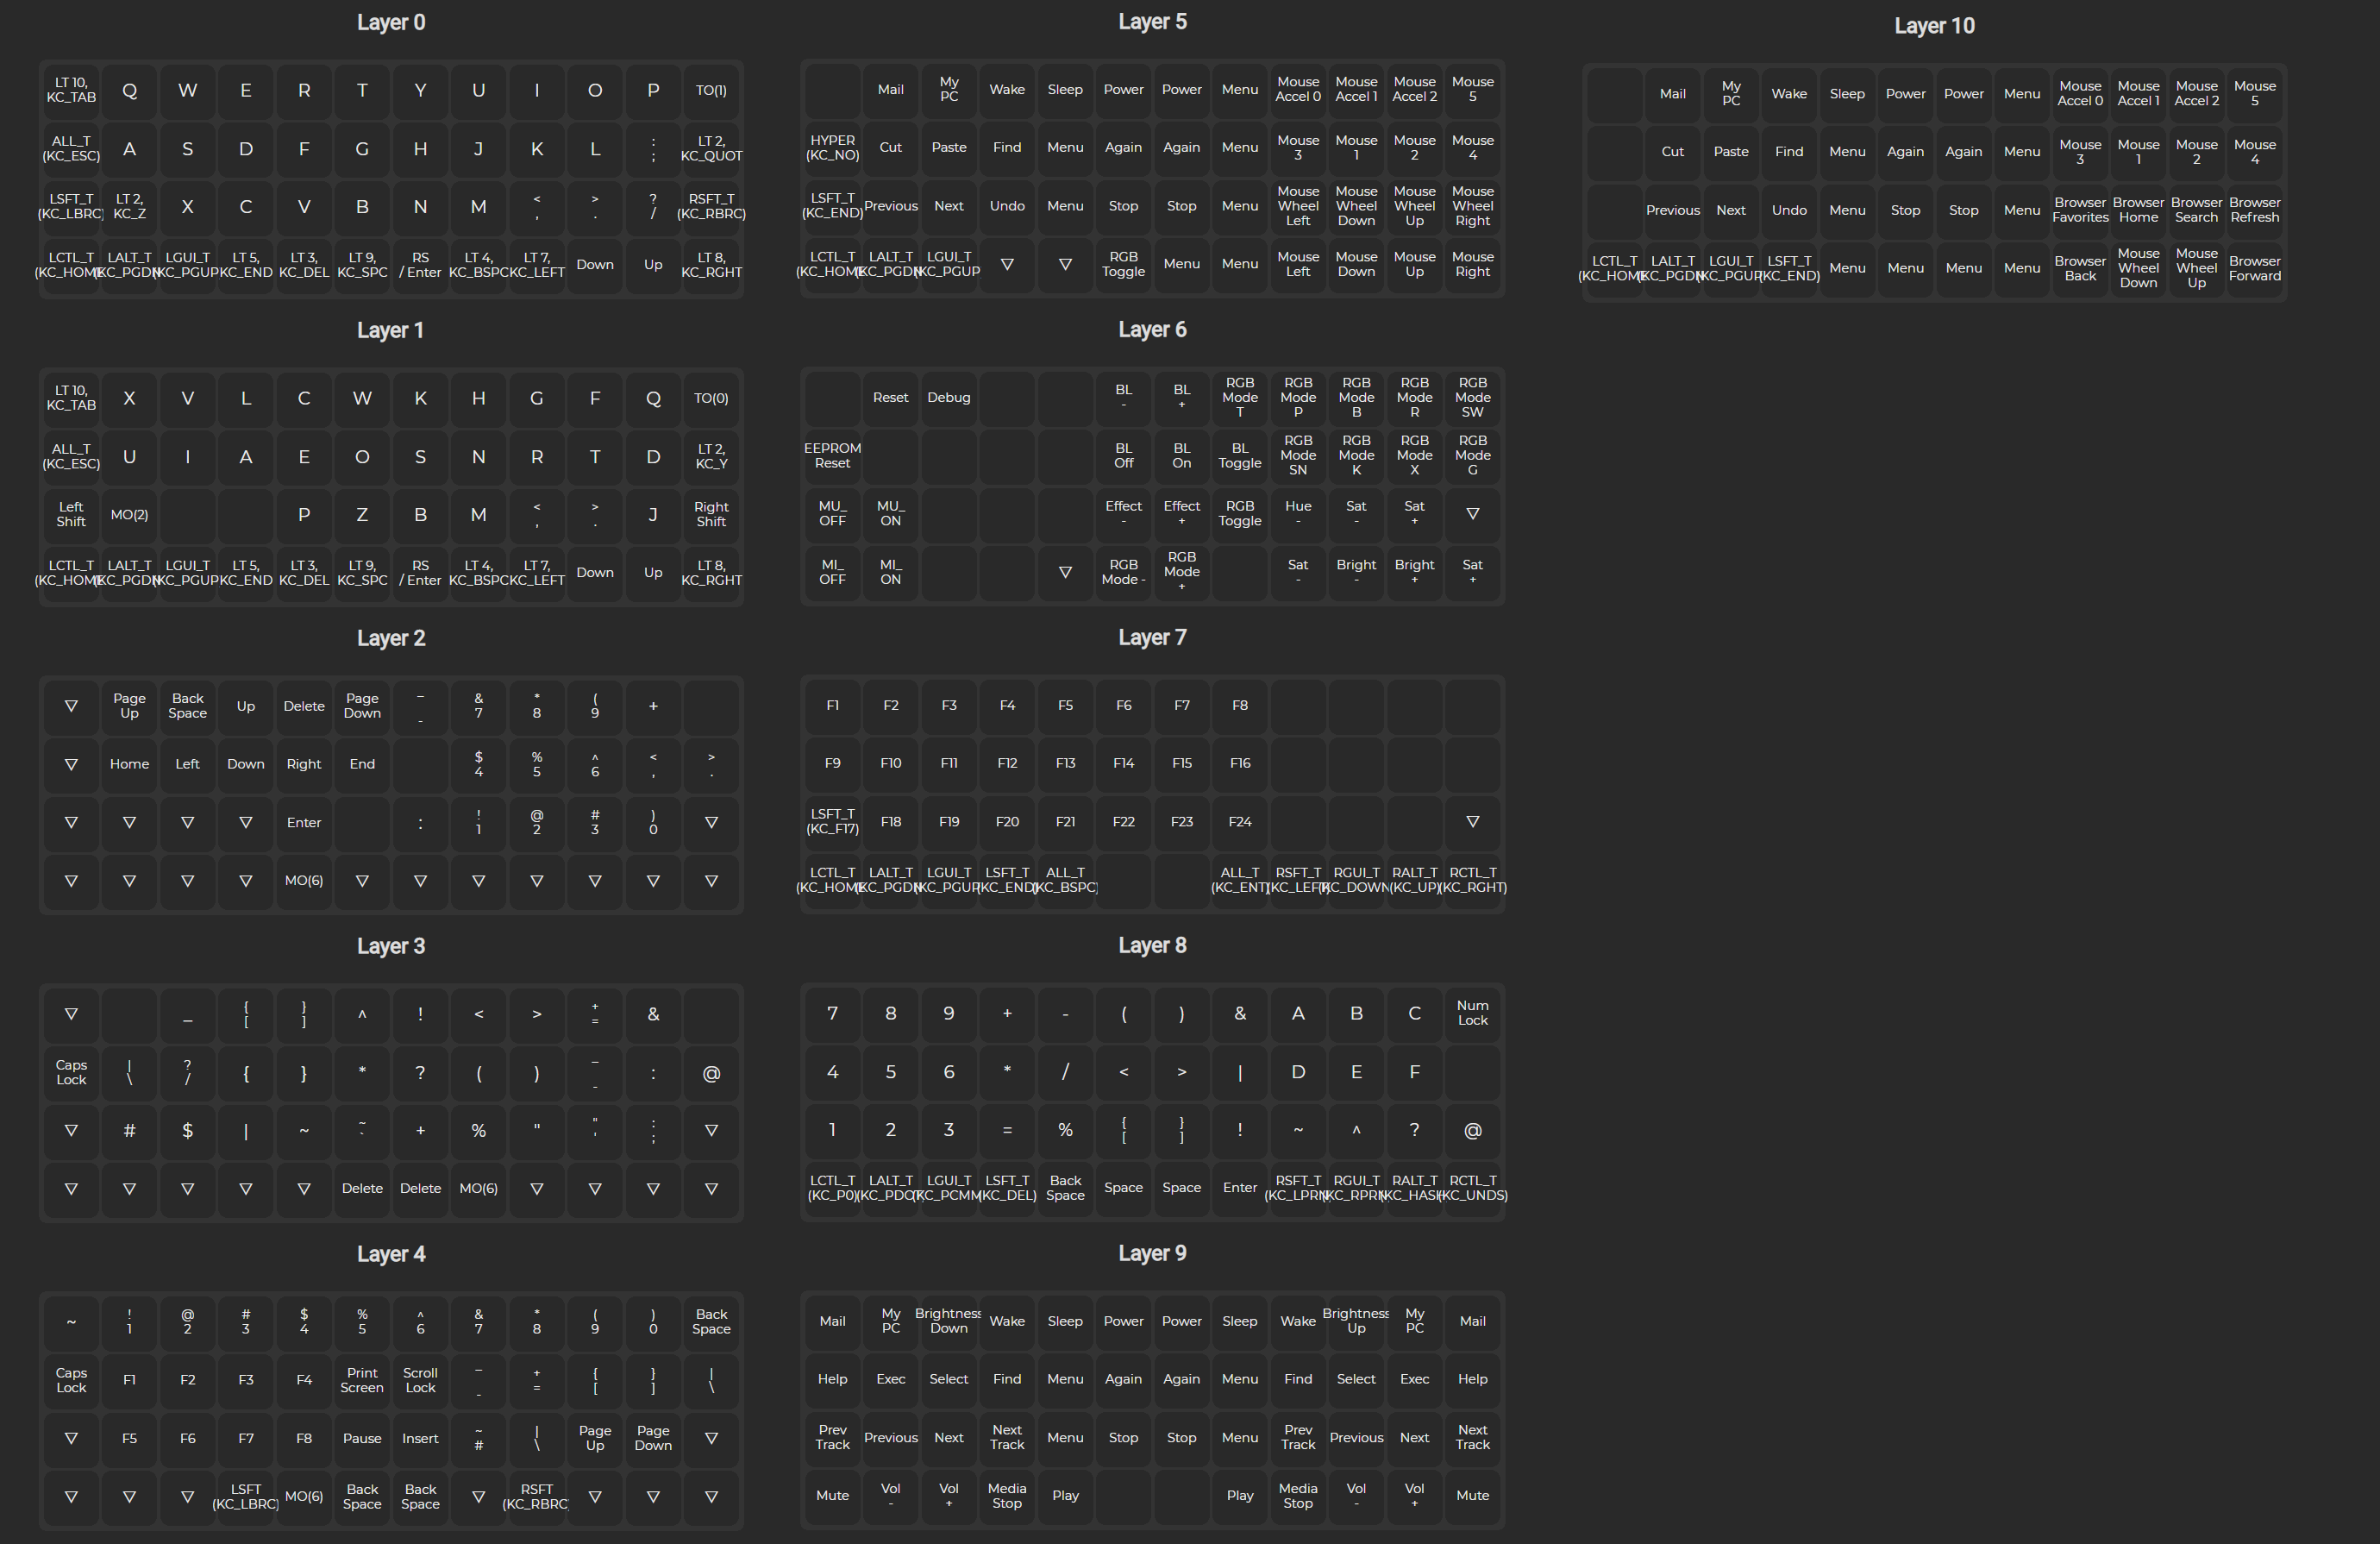 Layer 0
LT 10, KC_TAB Q W E R T Y U I O P TO(1)
ALL_T (KC_ESC) A S D F G H J K L : ; LT 2, KC_QUOT
LSFT_T (KC_LBRC) LT 2, KC_Z X C V B N M < , > . ? / RSFT_T (KC_RBRC)
LCTL_T (KC_HOME LALT_T (KC_PGDN LGUI_T (KC_PGUP LT 5, KC_END LT 3, KC_DEL LT 9, KC_SPC RS / Enter LT 4, KC_BSPC LT 7, KC_LEFT Down Up LT 8, KC_RGHT
Layer 1
LT 10, KC_TAB X V L C W K H G F Q TO(0)
ALL_T (KC_ESC) U I A E O S N R T D LT 2, KC_Y
Left Shift MO(2) P Z B M < , > . J Right Shift
LCTL_T (KC_HOME LALT_T (KC_PGDN LGUI_T (KC_PGUP LT 5, KC_END LT 3, KC_DEL LT 9, KC_SPC RS / Enter LT 4, KC_BSPC LT 7, KC_LEFT Down Up LT 8, KC_RGHT
Layer 2
▽ Page Up Back Space Up Delete Page Down _ - & 7 * 8 ( 9 +
▽ Home Left Down Right End $ 4 % 5 ^ 6 < , > .
▽ ▽ ▽ ▽ Enter : ! 1 @ 2 # 3 ) 0 ▽
▽ ▽ ▽ ▽ MO(6) ▽ ▽ ▽ ▽ ▽ ▽ ▽
Layer 3
▽ _ { [ } ] ^ ! < > + = &
Caps Lock | \ ? / { } * ? ( ) _ - : @
▽ # $ | ~ ~ ` + % " " ' : ; ▽
▽ ▽ ▽ ▽ ▽ Delete Delete MO(6) ▽ ▽ ▽ ▽
Layer 4
~ ! 1 @ 2 # 3 $ 4 % 5 ^ 6 & 7 * 8 ( 9 ) 0 Back Space
Caps Lock F1 F2 F3 F4 Print Screen Scroll Lock _ - + = { [ } ] | \
▽ F5 F6 F7 F8 Pause Insert ~ # | \ Page Up Page Down ▽
▽ ▽ ▽ LSFT (KC_LBRC) MO(6) Back Space Back Space ▽ RSFT (KC_RBRC) ▽ ▽ ▽
Layer 5
Mail My PC Wake Sleep Power Power Menu Mouse Accel 0 Mouse Accel 1 Mouse Accel 2 Mouse 5
HYPER (KC_NO) Cut Paste Find Menu Again Again Menu Mouse 3 Mouse 1 Mouse 2 Mouse 4
LSFT_T (KC_END) Previous Next Undo Menu Stop Stop Menu Mouse Wheel Left Mouse Wheel Down Mouse Wheel Up Mouse Wheel Right
LCTL_T (KC_HOME LALT_T (KC_PGDN LGUI_T (KC_PGUP ▽ ▽ RGB Toggle Menu Menu Mouse Left Mouse Down Mouse Up Mouse Right
Layer 6
Reset Debug BL - BL + RGB Mode T RGB Mode P RGB Mode B RGB Mode R RGB Mode SW
EEPROM Reset BL Off BL On BL Toggle RGB Mode SN RGB Mode K RGB Mode X RGB Mode G
MU_ OFF MU_ ON Effect - Effect + RGB Toggle Hue - Sat - Sat + ▽
MI_ OFF MI_ ON ▽ RGB Mode - RGB Mode + Sat - Bright - Bright + Sat +
Layer 7
F1 F2 F3 F4 F5 F6 F7 F8
F9 F10 F11 F12 F13 F14 F15 F16
LSFT_T (KC_F17) F18 F19 F20 F21 F22 F23 F24 ▽
LCTL_T (KC_HOME LALT_T (KC_PGDN LGUI_T (KC_PGUP LSFT_T (KC_END) ALL_T (KC_BSPC) ALL_T (KC_ENT) RSFT_T (KC_LEFT) RGUI_T (KC_DOWN RALT_T (KC_UP) RCTL_T (KC_RGHT)
Layer 8
7 8 9 + - ( ) & A B C Num Lock
4 5 6 * / < > | D E F
1 2 3 = % { [ } ] ! ~ ^ ? @
LCTL_T (KC_P0) LALT_T (KC_PDOT LGUI_T (KC_PCMM LSFT_T (KC_DEL) Back Space Space Space Enter RSFT_T (KC_LPRN RGUI_T (KC_RPRN RALT_T (KC_HASH RCTL_T (KC_UNDS)
Layer 9
Mail My PC Brightness Down Wake Sleep Power Power Sleep Wake Brightness Up My PC Mail
Help Exec Select Find Menu Again Again Menu Find Select Exec Help
Prev Track Previous Next Next Track Menu Stop Stop Menu Prev Track Previous Next Next Track
Mute Vol - Vol + Media Stop Play Play Media Stop Vol - Vol + Mute
Layer 10
Mail My PC Wake Sleep Power Power Menu Mouse Accel 0 Mouse Accel 1 Mouse Accel 2 Mouse 5
Cut Paste Find Menu Again Again Menu Mouse 3 Mouse 1 Mouse 2 Mouse 4
Previous Next Undo Menu Stop Stop Menu Browser Favorites Browser Home Browser Search Browser Refresh
LCTL_T (KC_HOME LALT_T (KC_PGDN LGUI_T (KC_PGUP LSFT_T (KC_END) Menu Menu Menu Menu Browser Back Mouse Wheel Down Mouse Wheel Up Browser Forward